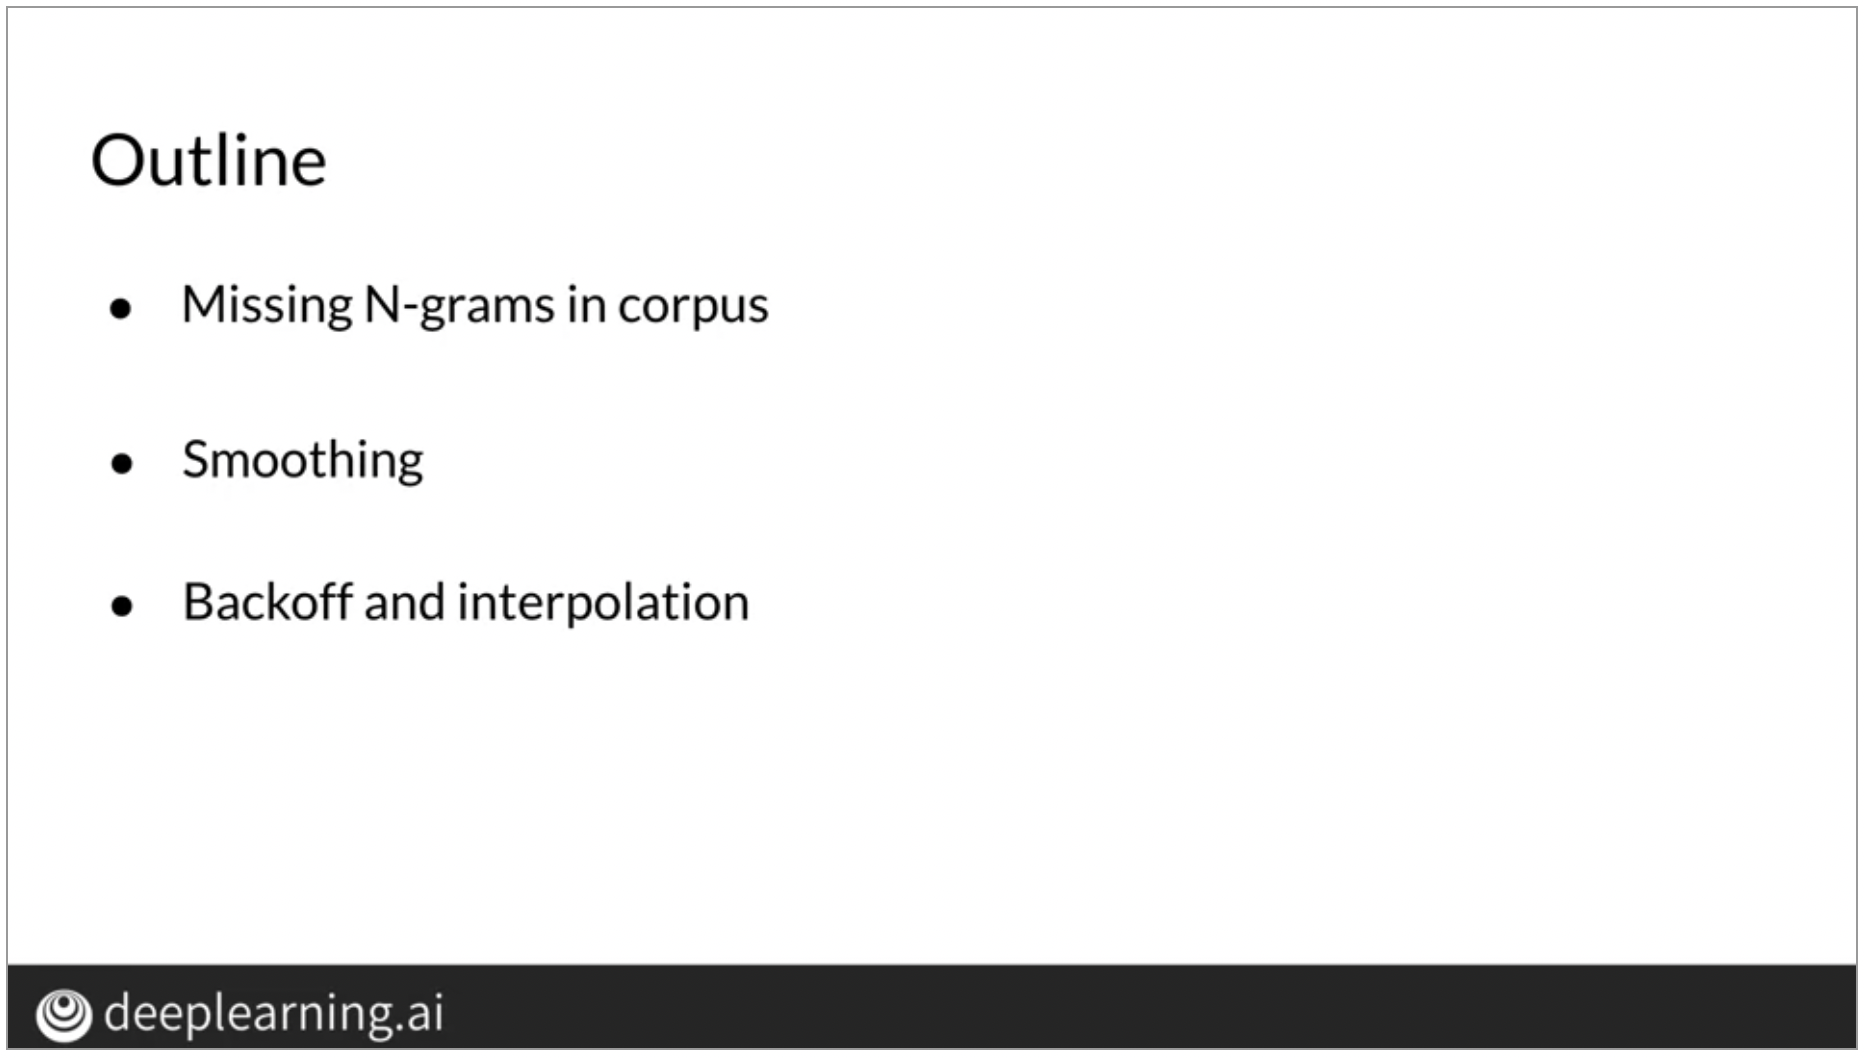 Outline
● Missing N-grams in corpus
● Smoothing
● Backoff and interpolation
deeplearning.ai